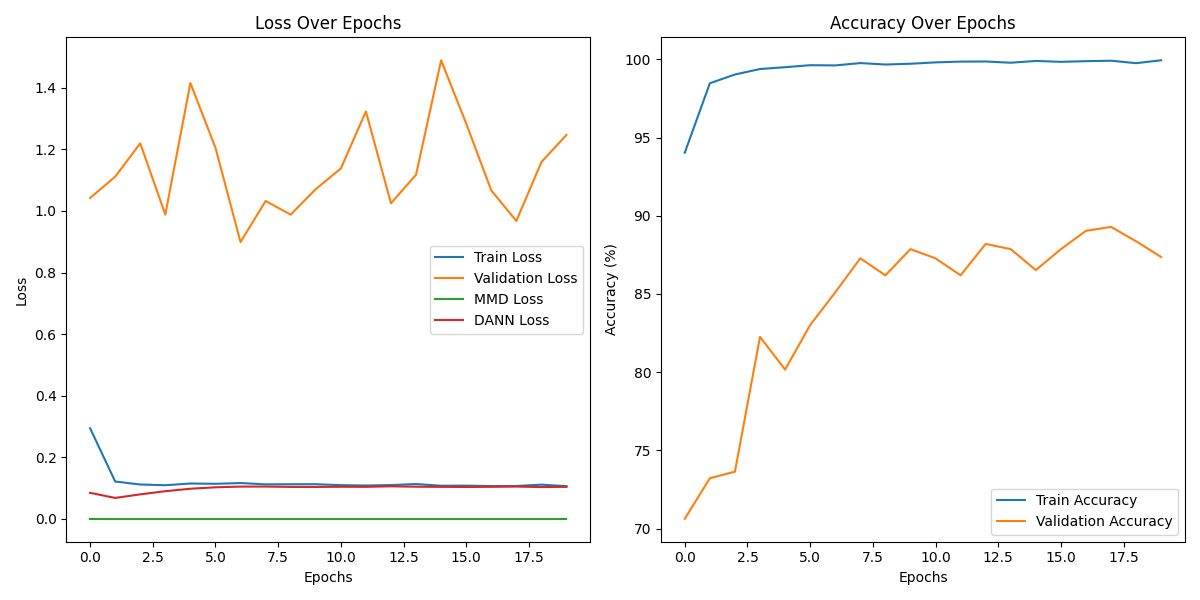 Loss Over Epochs
Loss
1.4
1.2
1.0
0.8
0.6
0.4
0.2
0.0
Train Loss
Validation Loss
MMD Loss
DANN Loss
0.0 2.5 5.0 7.5 10.0 12.5 15.0 17.5
Epochs
Accuracy Over Epochs
Accuracy (%)
100
95
90
85
80
75
70
Train Accuracy
Validation Accuracy
0.0 2.5 5.0 7.5 10.0 12.5 15.0 17.5
Epochs